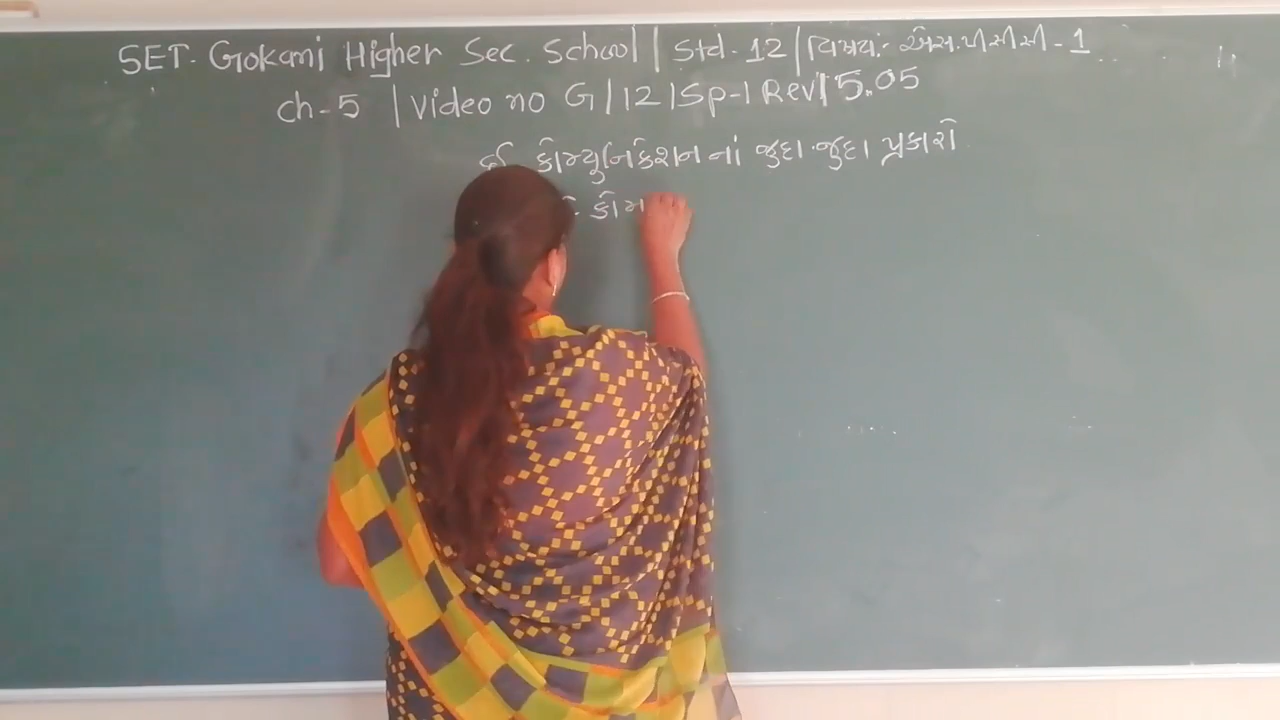 SET. Gokani Higher Sec. School | Std-12 | વિષય:- એસ.પી.સી.સી - 1
ch-5 | Video no G/12/Sp-1 Rev/5.05
ઈ કોમ્યુનિકેશન નાં જુદા-જુદા પ્રકારો